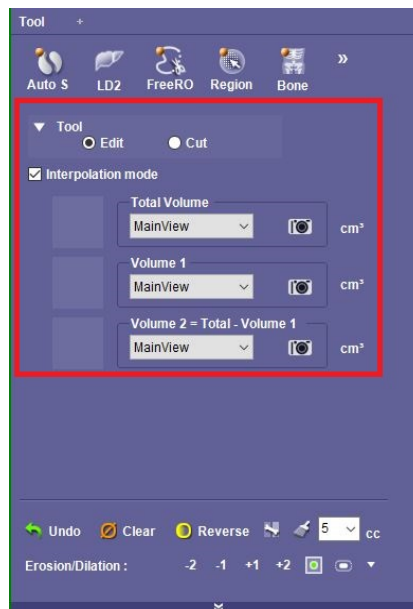 Tool +
Auto S LD2 FreeRO Region Bone »
Tool
Edit Cut
Interpolation mode
Total Volume
MainView cm³
Volume 1
MainView cm³
Volume 2 = Total - Volume 1
MainView cm³
Undo Clear Reverse 5 cc
Erosion/Dilation : -2 -1 +1 +2